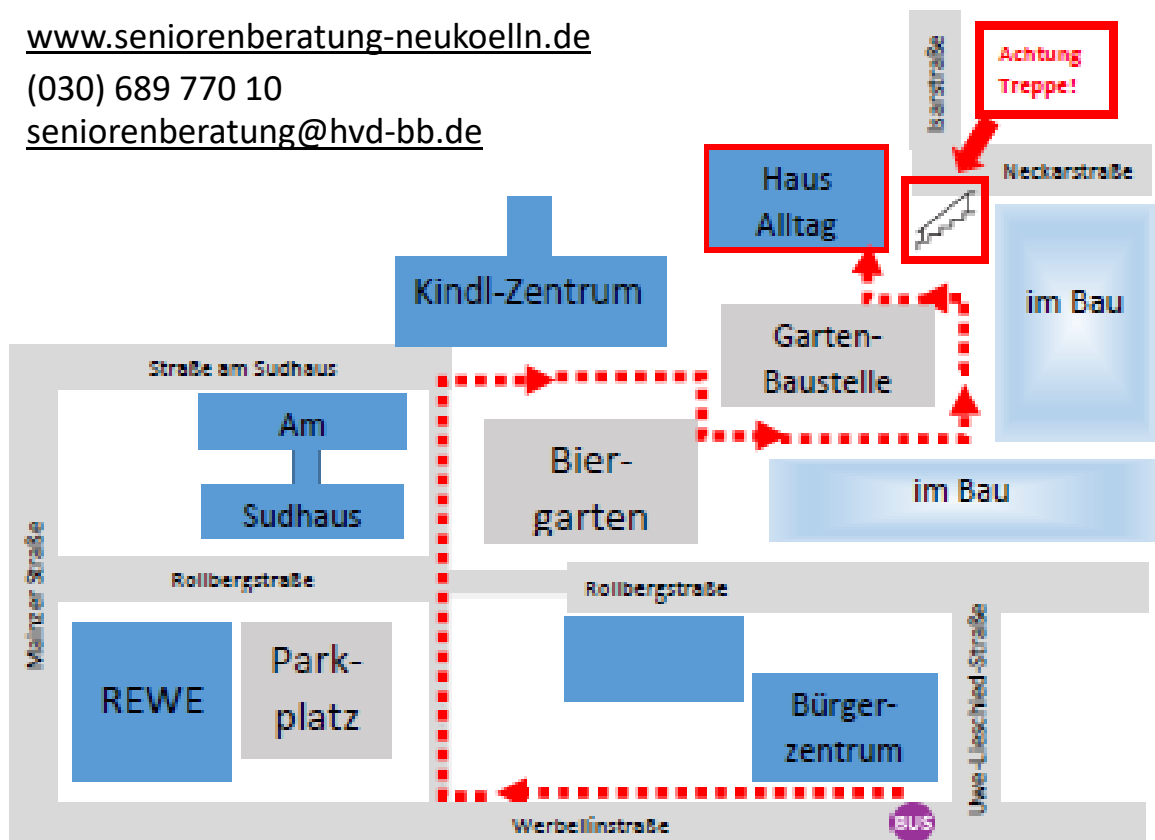 www.seniorenberatung-neukoelln.de
(030) 689 770 10
seniorenberatung@hvd-bb.de
Isarstraße
Achtung
Treppe!
Neckarstraße
Haus
Alltag
Kindl-Zentrum
im Bau
Garten-
Baustelle
Straße am Sudhaus
Am
Sudhaus
Bier-
garten
im Bau
Mainzer Straße
Rollbergstraße
Rollbergstraße
REWE
Park-
platz
Bürger-
zentrum
Uwe-Lieschied-Straße
BUS
Werbellinstraße